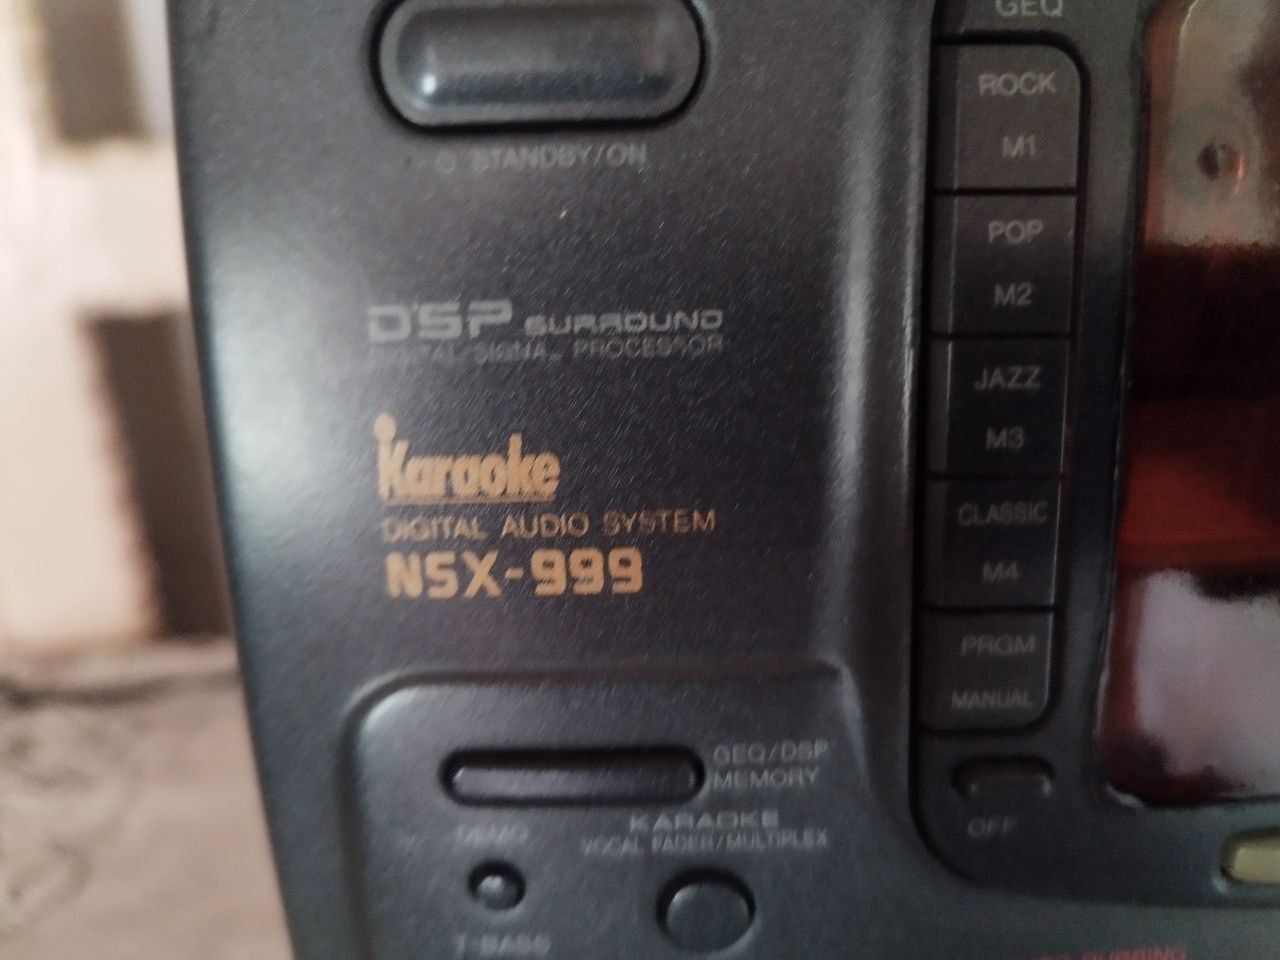 GEQ
ROCK
M1
POP
M2
JAZZ
M3
CLASSIC
M4
PRGM
MANUAL
OFF
STANDBY/ON
DSP SURROUND
DIGITAL SIGNAL PROCESSOR
Karaoke
DIGITAL AUDIO SYSTEM
NSX-999
GEQ/DSP
MEMORY
KARAOKE
VOCAL FADER/MULTIPLEX
DEMO
T-BASS